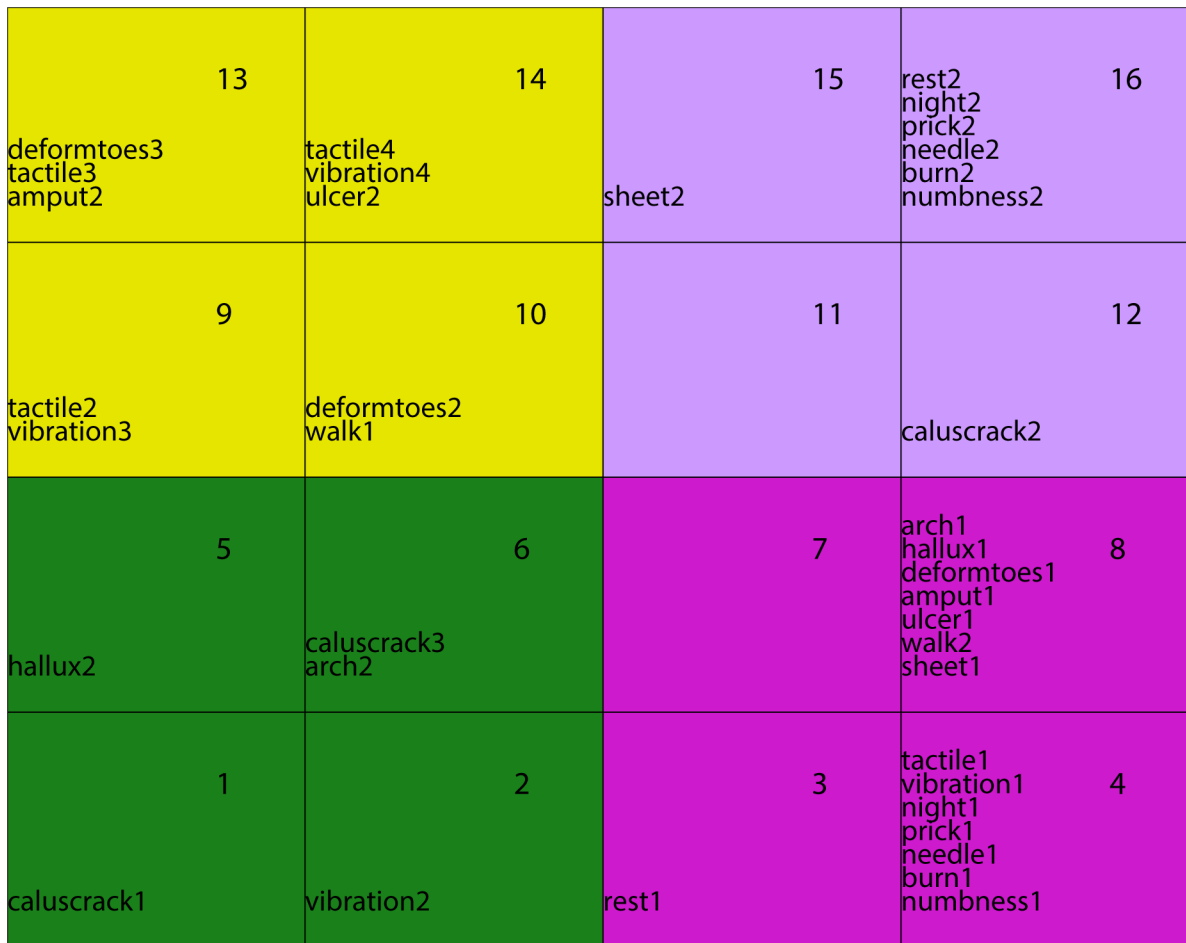 13
deformtoes3
tactile3
amput2
14
tactile4
vibration4
ulcer2
15
sheet2
16
rest2
night2
prick2
needle2
burn2
numbness2
9
tactile2
vibration3
10
deformtoes2
walk1
11
12
caluscrack2
5
hallux2
6
caluscrack3
arch2
7
8
arch1
hallux1
deformtoes1
amput1
ulcer1
walk2
sheet1
1
caluscrack1
2
vibration2
3
rest1
4
tactile1
vibration1
night1
prick1
needle1
burn1
numbness1